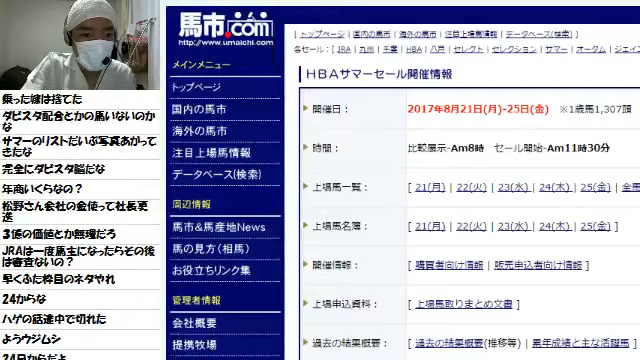 乗った嫁は捨てた
ダビスタ配合とかの馬いないのか
な
サマーのリストだいぶ写真あがって
きたな
完全にダビスタ脳だな
年商いくらなの？
松野さん会社の金使って社長更
迭
3億の価値とか無理だろ
JRAは一度馬主になったらその後
は審査ないの？
早くふた枠目のネタやれ
24からな
ハゲの話途中で切れた
ようウジムシ
24日からだよ
馬市.com
http://www.umaichi.com
メインメニュー
トップページ
国内の馬市
海外の馬市
注目上場馬情報
データベース(検索)
周辺情報
馬市&馬産地News
馬の見方(相馬)
お役立ちリンク集
管理者情報
会社概要
提携牧場
[ トップページ | 国内の馬市 | 海外の馬市 | 注目上場馬情報 | データベース(検索) ]
各セール：[ JRA | 九州 | 千葉 | HBA | 八戸 | セレクト | セレクション | サマー | オータム | ジェイ
HBAサマーセール開催情報
開催日： 2017年8月21日(月)-25日(金) ※1歳馬1,307頭
時間： 比較展示-Am8時 セール開始-Am11時30分
上場馬一覧： [ 21(月) | 22(火) | 23(水) | 24(木) | 25(金) | 全馬
上場馬名簿： [ 21(月) | 22(火) | 23(水) | 24(木) | 25(金) ]
開催情報： [ 購買者向け情報 | 販売申込者向け情報 ]
上場申込資料： [ 上場馬取りまとめ文書 ]
過去の結果概要： [ 過去の結果概要(推移等) | 累年成績と主な活躍馬 ]